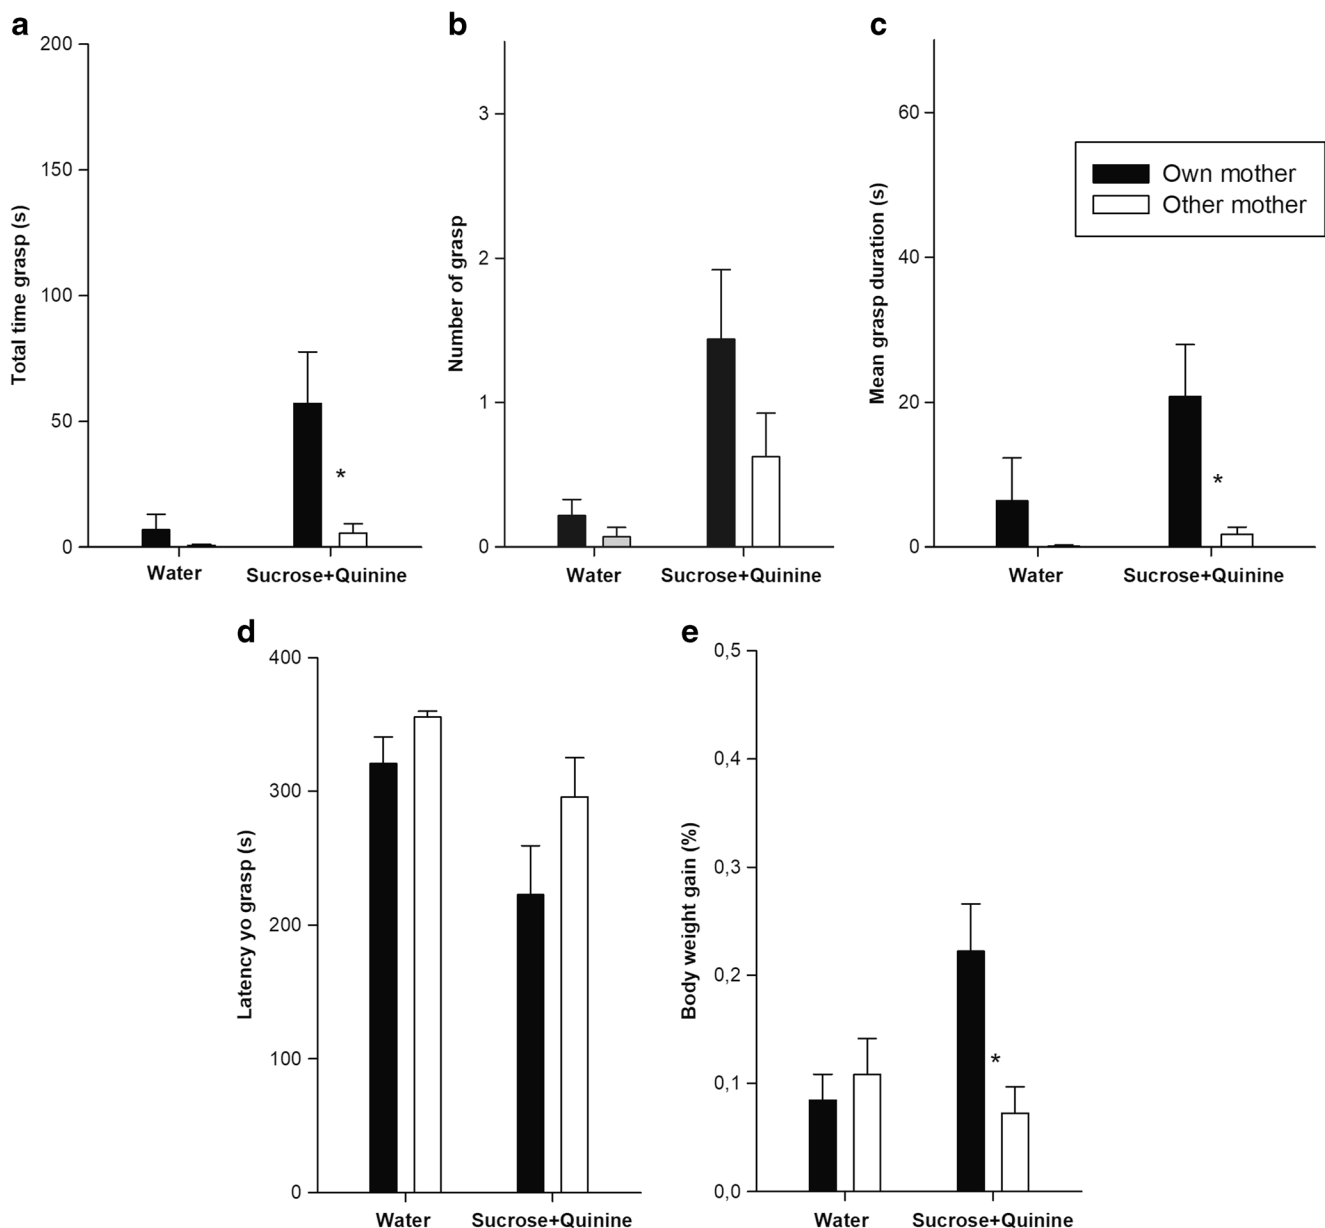 a
200
150
100
50
0
Total time grasp (s)
Water
Sucrose+Quinine
*
b
3
2
1
0
Number of grasp
Water
Sucrose+Quinine
c
60
40
20
0
Mean grasp duration (s)
Own mother
Other mother
*
Water
Sucrose+Quinine
d
400
300
200
100
0
Latency yo grasp (s)
Water
Sucrose+Quinine
e
0,5
0,4
0,3
0,2
0,1
0,0
Body weight gain (%)
*
Water
Sucrose+Quinine